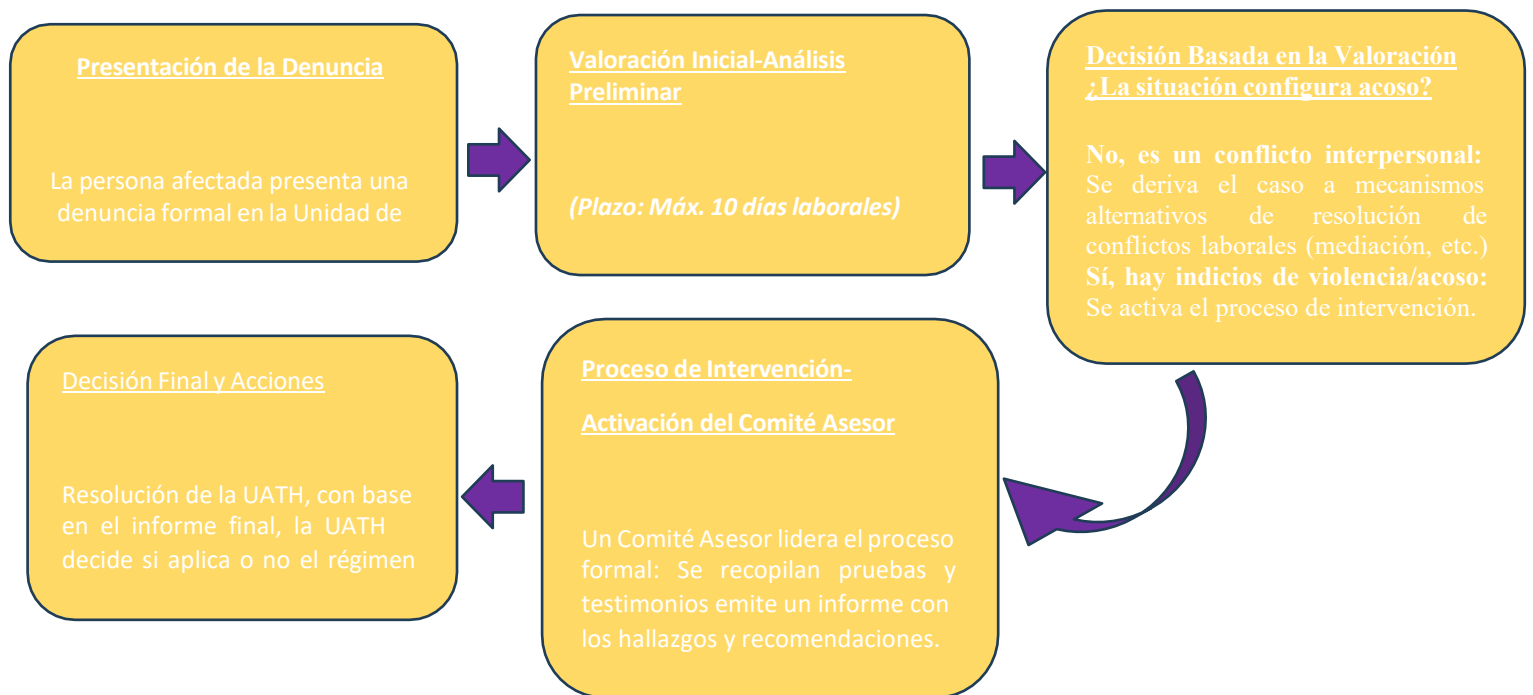 Presentación de la Denuncia
La persona afectada presenta una
denuncia formal en la Unidad de
Valoración Inicial-Análisis
Preliminar
(Plazo: Máx. 10 días laborales)
Decisión Basada en la Valoración
¿La situación configura acoso?
No, es un conflicto interpersonal:
Se deriva el caso a mecanismos
alternativos de resolución de
conflictos laborales (mediación, etc.)
Sí, hay indicios de violencia/acoso:
Se activa el proceso de intervención.
Proceso de Intervención-
Activación del Comité Asesor
Un Comité Asesor lidera el proceso
formal: Se recopilan pruebas y
testimonios emite un informe con
los hallazgos y recomendaciones.
Decisión Final y Acciones
Resolución de la UATH, con base
en el informe final, la UATH
decide si aplica o no el régimen